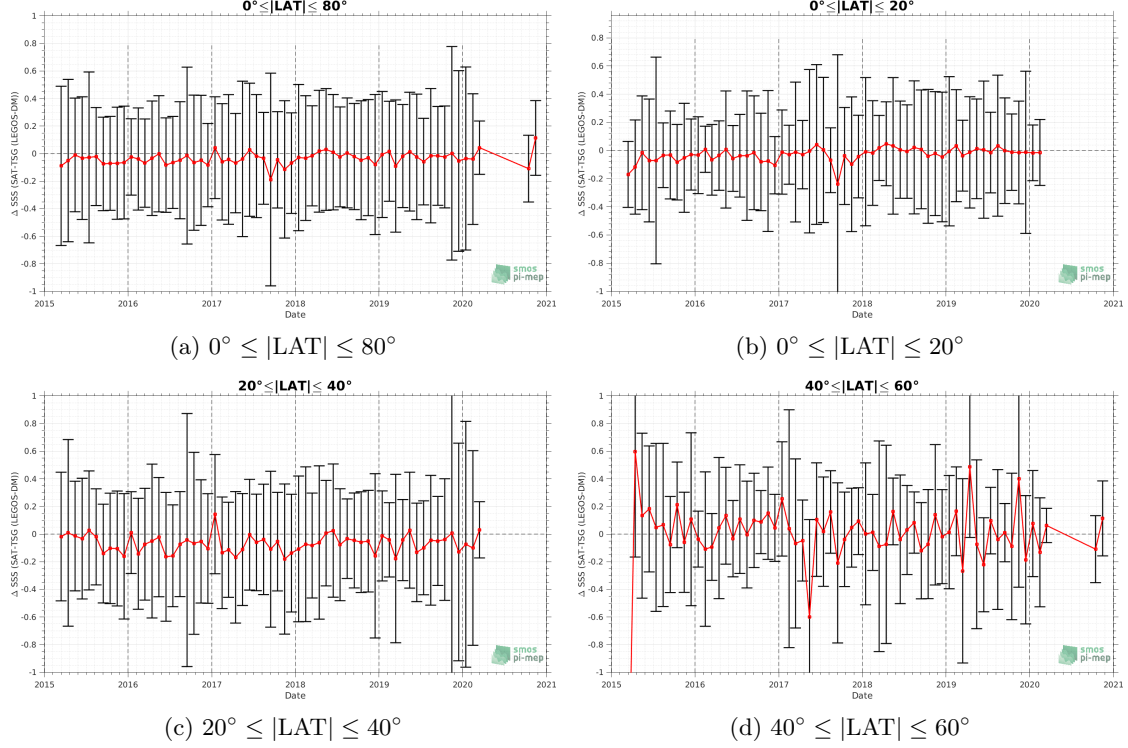 0°≤|LAT|≤ 80°
1
0.8
0.6
0.4
0.2
0
-0.2
-0.4
-0.6
-0.8
-1
Δ SSS (SAT-TSG (LEGOS-DM))
2015 2016 2017 2018 2019 2020 2021
Date
smos
pi-mep
(a) 0° ≤ |LAT| ≤ 80°
0°≤|LAT|≤ 20°
0.8
0.6
0.4
0.2
0
-0.2
-0.4
-0.6
-0.8
-1
Δ SSS (SAT-TSG (LEGOS-DM))
2015 2016 2017 2018 2019 2020 2021
Date
smos
pi-mep
(b) 0° ≤ |LAT| ≤ 20°
20°≤|LAT|≤ 40°
1
0.8
0.6
0.4
0.2
0
-0.2
-0.4
-0.6
-0.8
-1
Δ SSS (SAT-TSG (LEGOS-DM))
2015 2016 2017 2018 2019 2020 2021
Date
smos
pi-mep
(c) 20° ≤ |LAT| ≤ 40°
40°≤|LAT|≤ 60°
1
0.8
0.6
0.4
0.2
0
-0.2
-0.4
-0.6
-0.8
-1
Δ SSS (SAT-TSG (LEGOS-DM))
2015 2016 2017 2018 2019 2020 2021
Date
smos
pi-mep
(d) 40° ≤ |LAT| ≤ 60°